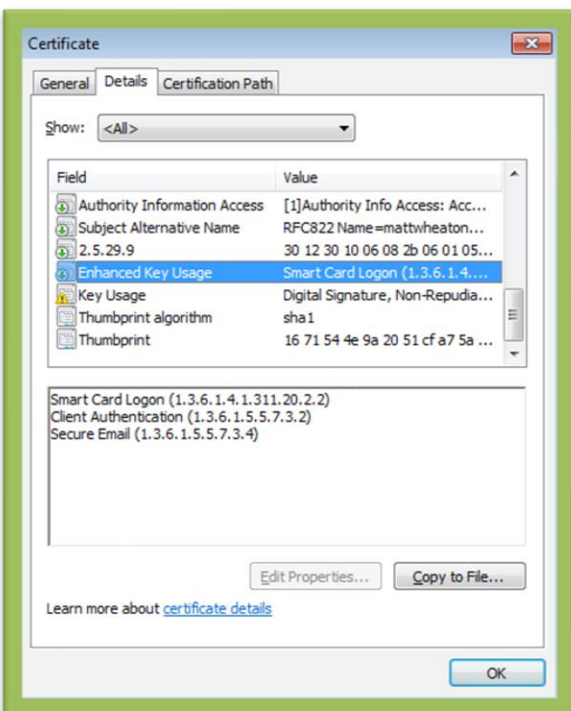 Certificate
General Details Certification Path
Show: <All>
Field Value
Authority Information Access [1]Authority Info Access: Acc...
Subject Alternative Name RFC822 Name=mattwheaton...
2.5.29.9 30 12 30 10 06 08 2b 06 01 05...
Enhanced Key Usage Smart Card Logon (1.3.6.1.4....
Key Usage Digital Signature, Non-Repudia...
Thumbprint algorithm sha1
Thumbprint 16 71 54 4e 9a 20 51 cf a7 5a ...
Smart Card Logon (1.3.6.1.4.1.311.20.2.2)
Client Authentication (1.3.6.1.5.5.7.3.2)
Secure Email (1.3.6.1.5.5.7.3.4)
Edit Properties... Copy to File...
Learn more about certificate details
OK